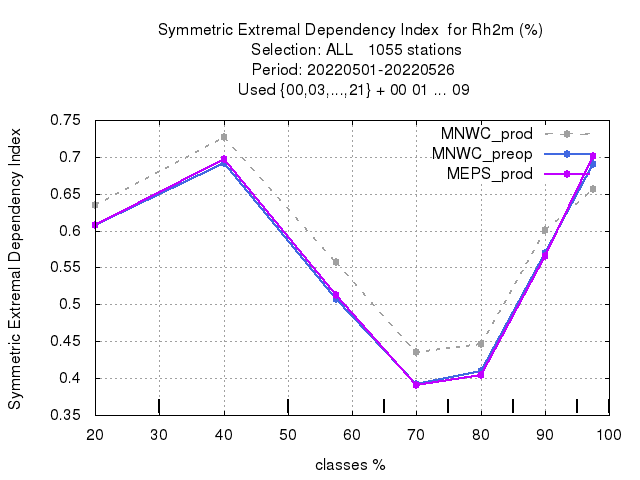 Symmetric Extremal Dependency Index  for Rh2m (%)
Selection: ALL   1055 stations
Period: 20220501-20220526
Used {00,03,...,21} + 00 01 ... 09
Symmetric Extremal Dependency Index
0.75
0.7
0.65
0.6
0.55
0.5
0.45
0.4
0.35
MNWC_prod
MNWC_preop
MEPS_prod
20 30 40 50 60 70 80 90 100
classes %